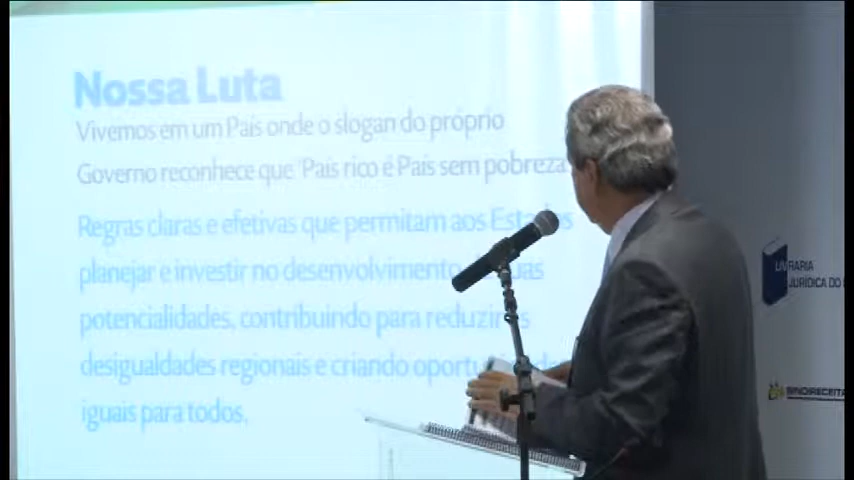 Nossa Luta
Vivemos em um País onde o slogan do próprio
Governo reconhece que "País rico é País sem pobreza
Regras claras e efetivas que permitam aos Estados
planejar e investir no desenvolvimento
potencialidades, contribuindo para reduzir
desigualdades regionais e criando
iguais para todos.
LIVRARIA
JURÍDICA DO
SINDIRECEITA